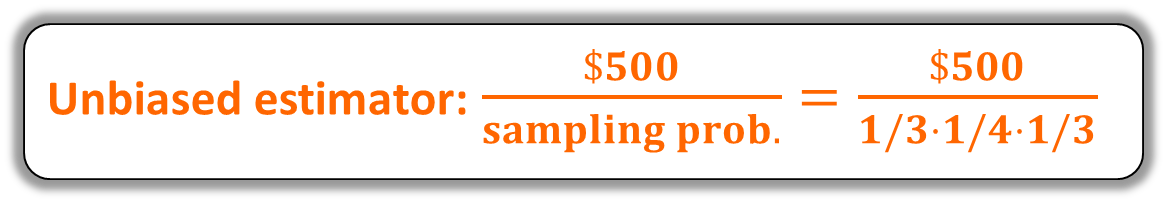 Unbiased estimator: $500 / sampling prob. = $500 / 1/3·1/4·1/3